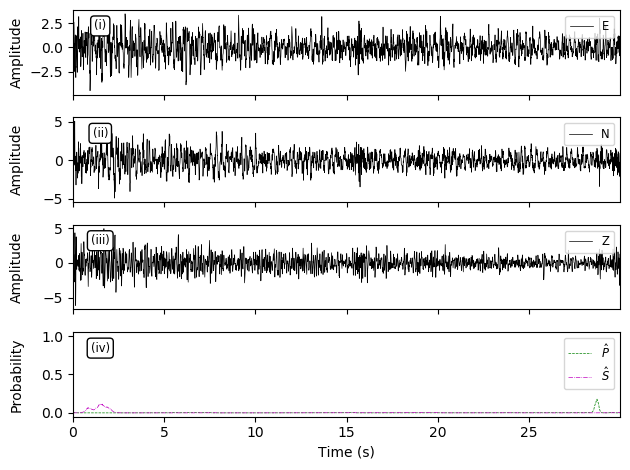 Amplitude
2.5
0.0
−2.5
(i)
E
Amplitude
5
0
−5
(ii)
N
Amplitude
5
0
−5
(iii)
Z
Probability
1.0
0.5
0.0
(iv)
P̂
Ŝ
0 5 10 15 20 25
Time (s)